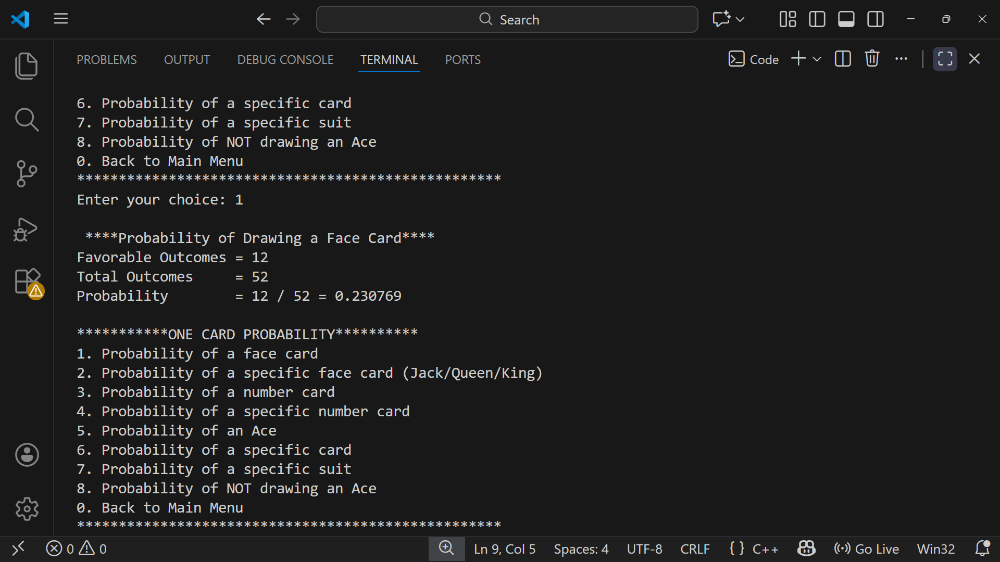 Search
PROBLEMS OUTPUT DEBUG CONSOLE TERMINAL PORTS Code
6. Probability of a specific card
7. Probability of a specific suit
8. Probability of NOT drawing an Ace
0. Back to Main Menu
***************************************************
Enter your choice: 1
****Probability of Drawing a Face Card****
Favorable Outcomes = 12
Total Outcomes     = 52
Probability        = 12 / 52 = 0.230769
***********ONE CARD PROBABILITY**********
1. Probability of a face card
2. Probability of a specific face card (Jack/Queen/King)
3. Probability of a number card
4. Probability of a specific number card
5. Probability of an Ace
6. Probability of a specific card
7. Probability of a specific suit
8. Probability of NOT drawing an Ace
0. Back to Main Menu
***************************************************
0 0 Ln 9, Col 5 Spaces: 4 UTF-8 CRLF { } C++ Go Live Win32